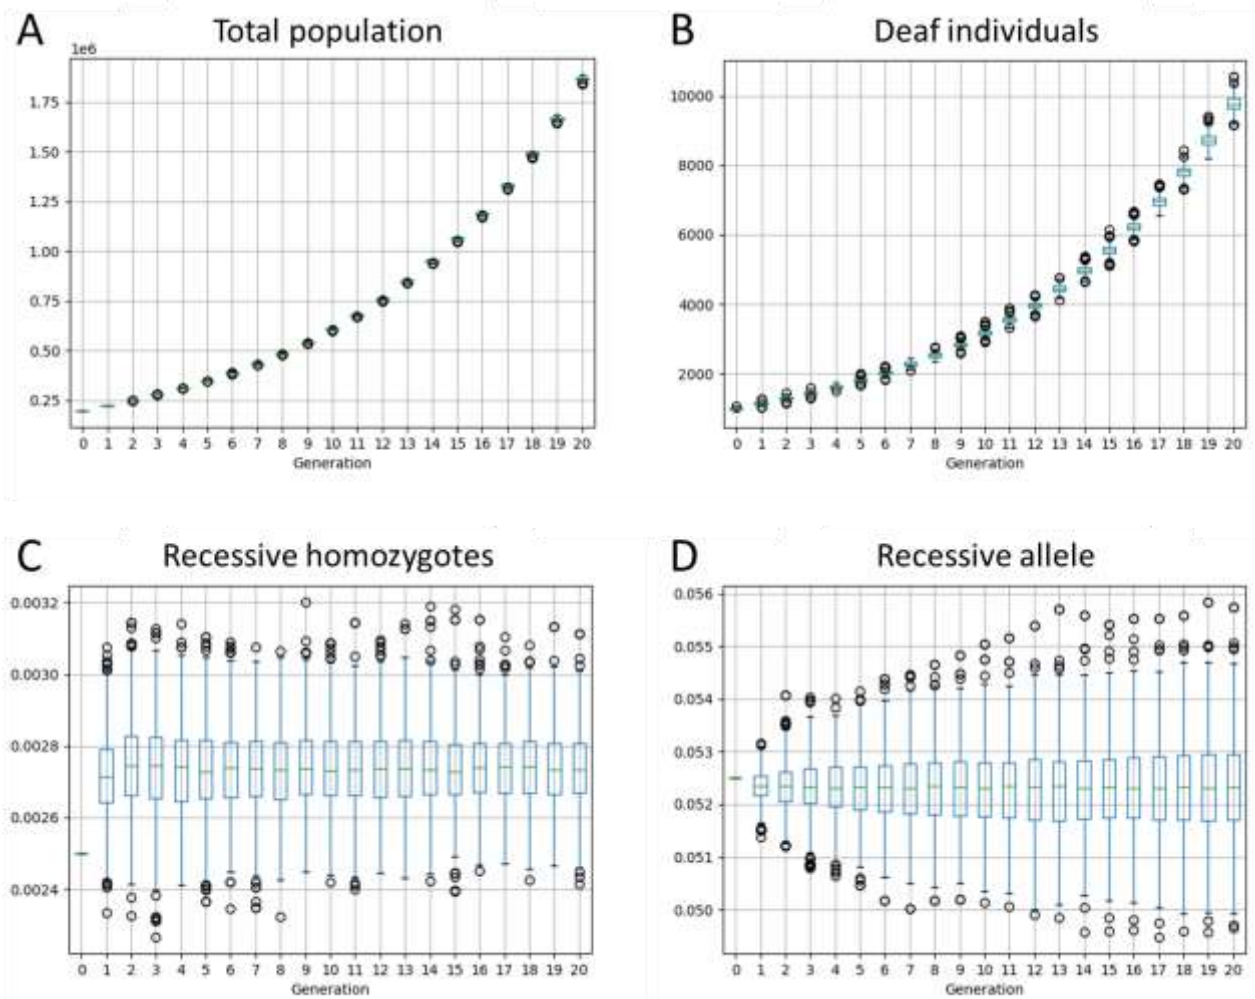 A Total population
1e6
1.75
1.50
1.25
1.00
0.75
0.50
0.25
0 1 2 3 4 5 6 7 8 9 10 11 12 13 14 15 16 17 18 19 20
Generation
B Deaf individuals
10000
8000
6000
4000
2000
0 1 2 3 4 5 6 7 8 9 10 11 12 13 14 15 16 17 18 19 20
Generation
C Recessive homozygotes
0.0032
0.0030
0.0028
0.0026
0.0024
0 1 2 3 4 5 6 7 8 9 10 11 12 13 14 15 16 17 18 19 20
Generation
D Recessive allele
0.056
0.055
0.054
0.053
0.052
0.051
0.050
0 1 2 3 4 5 6 7 8 9 10 11 12 13 14 15 16 17 18 19 20
Generation